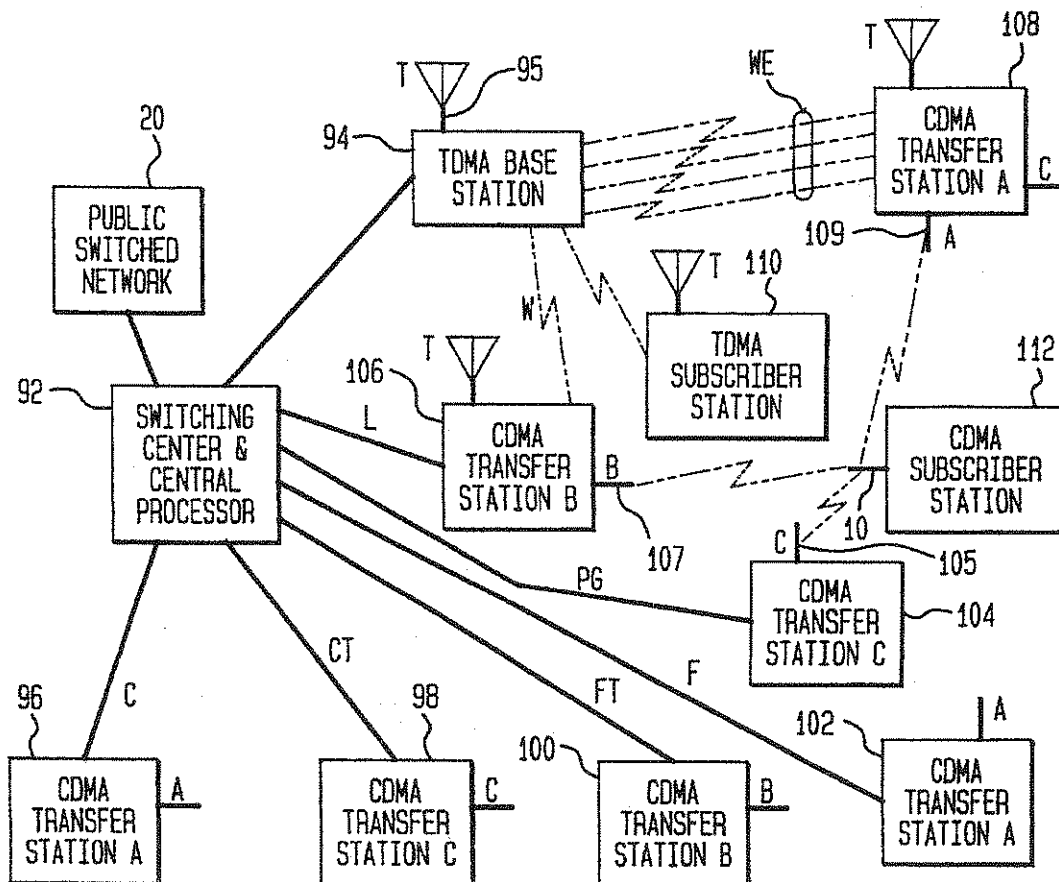 108
T
WE
95
T
20
94
TDMA BASE
STATION
CDMA
TRANSFER
STATION A
C
PUBLIC
SWITCHED
NETWORK
109
A
110
T
W
TDMA
SUBSCRIBER
STATION
112
92
106
T
SWITCHING
CENTER &
CENTRAL
PROCESSOR
L
CDMA
TRANSFER
STATION B
B
107
CDMA
SUBSCRIBER
STATION
10
C
105
PG
CDMA
TRANSFER
STATION C
104
C
CT
FT
F
A
96
98
100
102
CDMA
TRANSFER
STATION A
A
CDMA
TRANSFER
STATION C
C
CDMA
TRANSFER
STATION B
B
CDMA
TRANSFER
STATION A